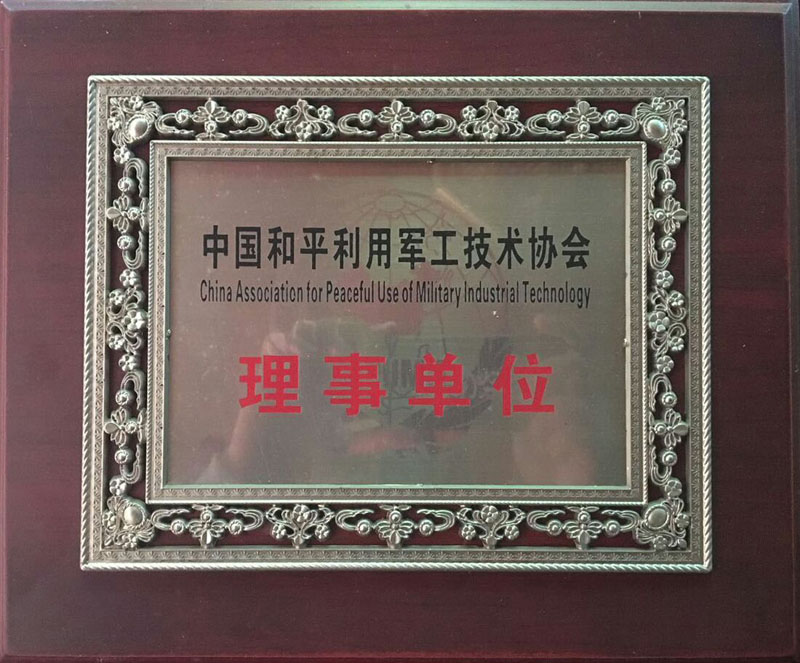 中国和平利用军工技术协会
China Association for Peaceful Use of Military Industrial Technology
理事单位